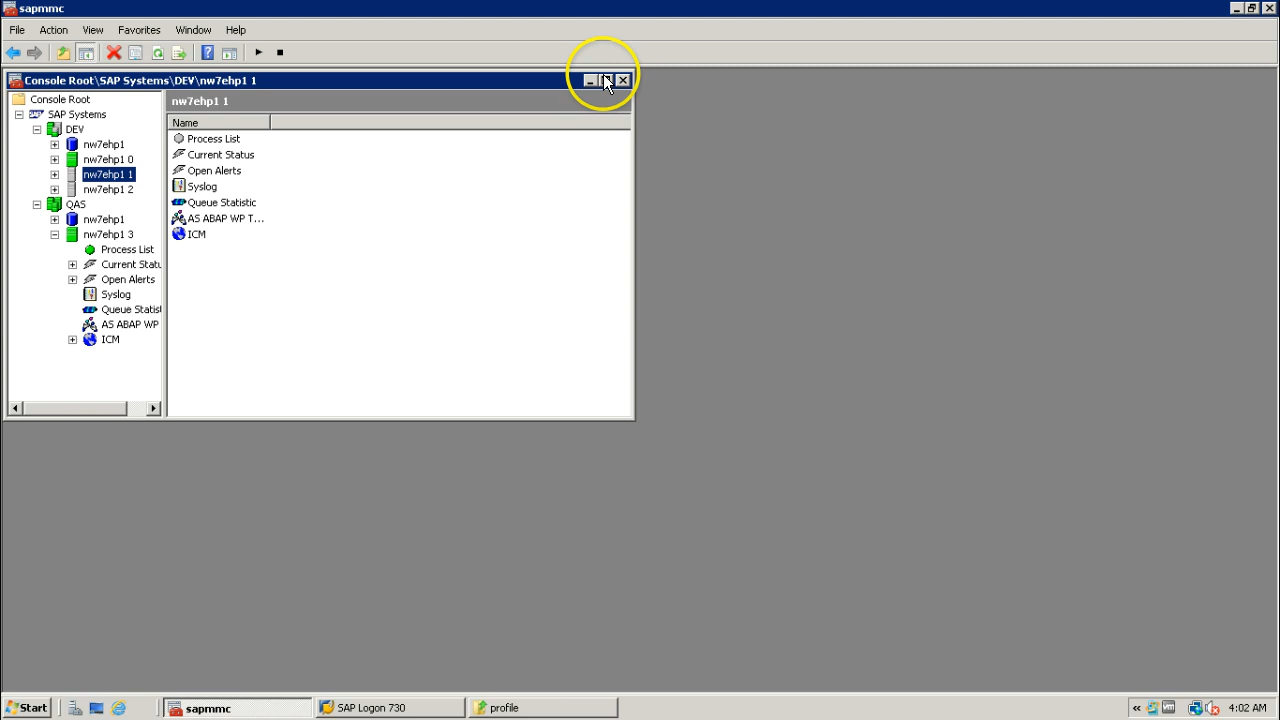 sapmmc
File Action View Favorites Window Help
Console Root\SAP Systems\DEV\nw7ehp1 1
Console Root
SAP Systems
DEV
nw7ehp1
nw7ehp1 0
nw7ehp1 1
nw7ehp1 2
QAS
nw7ehp1
nw7ehp1 3
Process List
Current Statu
Open Alerts
Syslog
Queue Statist
AS ABAP WP
ICM
nw7ehp1 1
Name
Process List
Current Status
Open Alerts
Syslog
Queue Statistic
AS ABAP WP T...
ICM
Start sapmmc SAP Logon 730 profile 4:02 AM